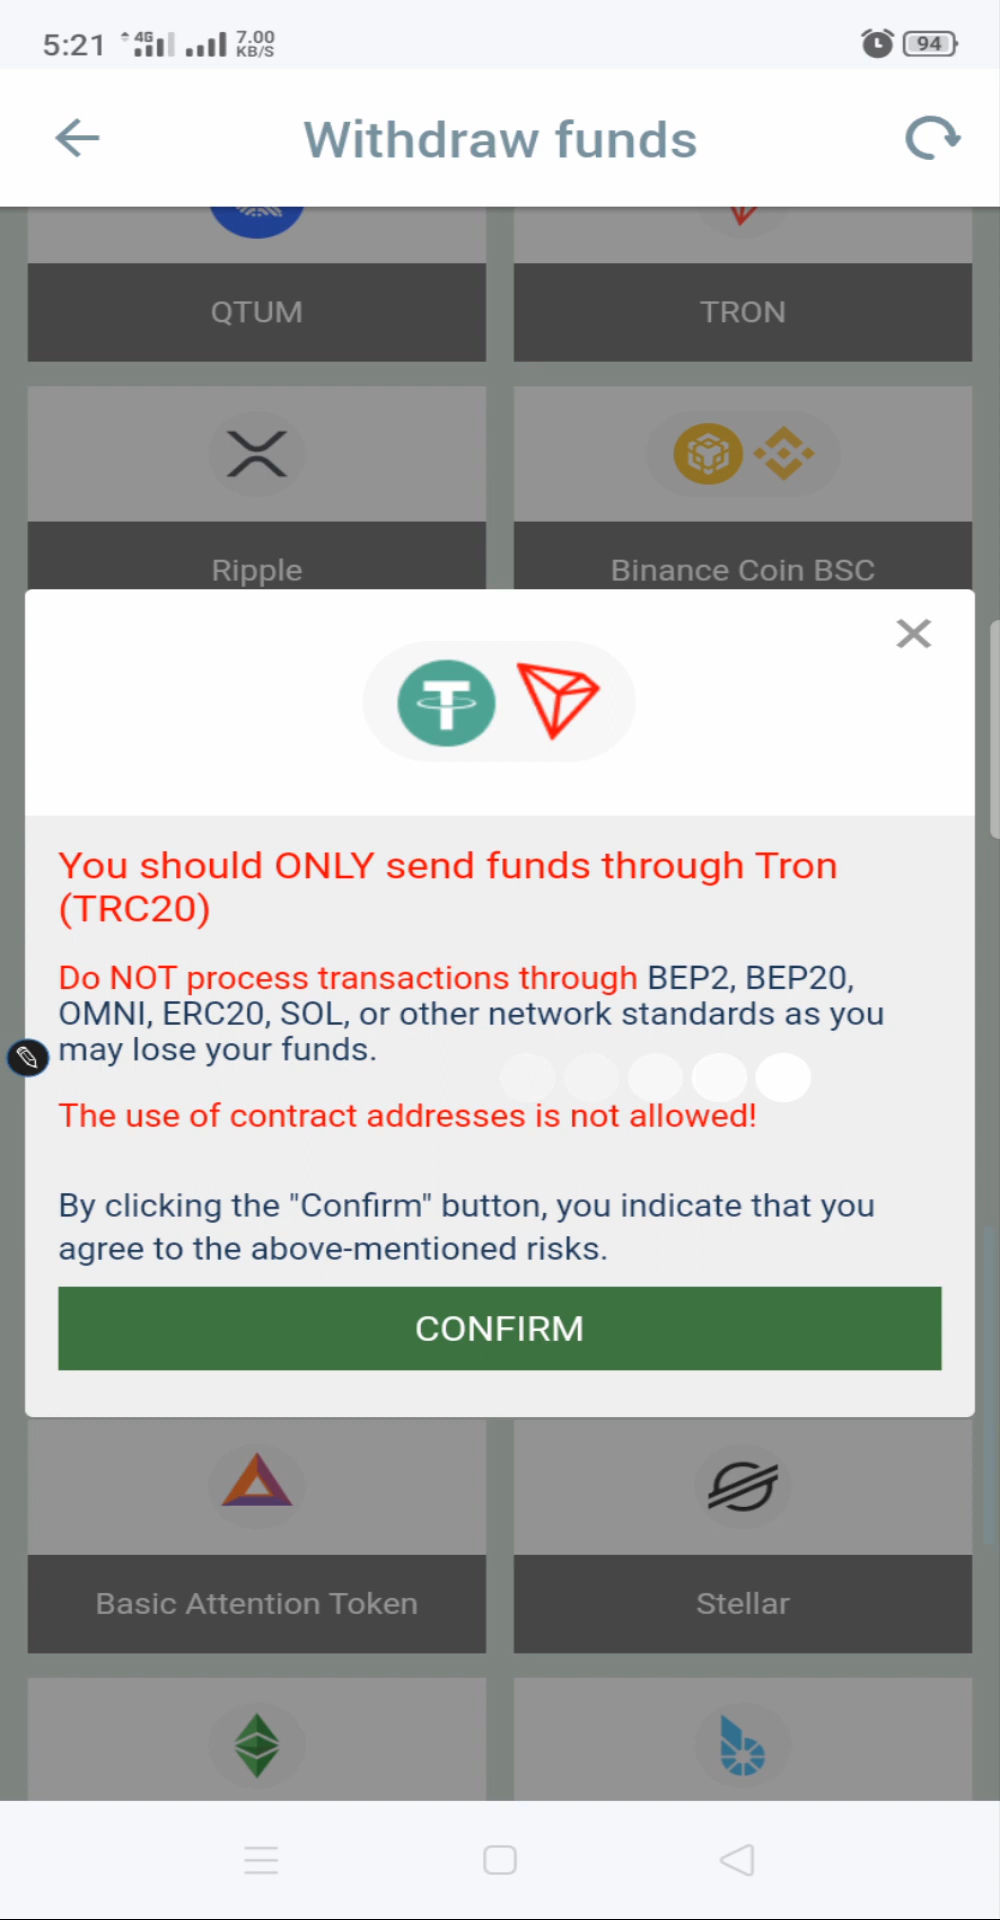 5:21 4G 7.00 KB/S 94
Withdraw funds
QTUM TRON
Ripple Binance Coin BSC
You should ONLY send funds through Tron
(TRC20)
Do NOT process transactions through BEP2, BEP20,
OMNI, ERC20, SOL, or other network standards as you
may lose your funds.
The use of contract addresses is not allowed!
By clicking the "Confirm" button, you indicate that you
agree to the above-mentioned risks.
CONFIRM
Basic Attention Token Stellar